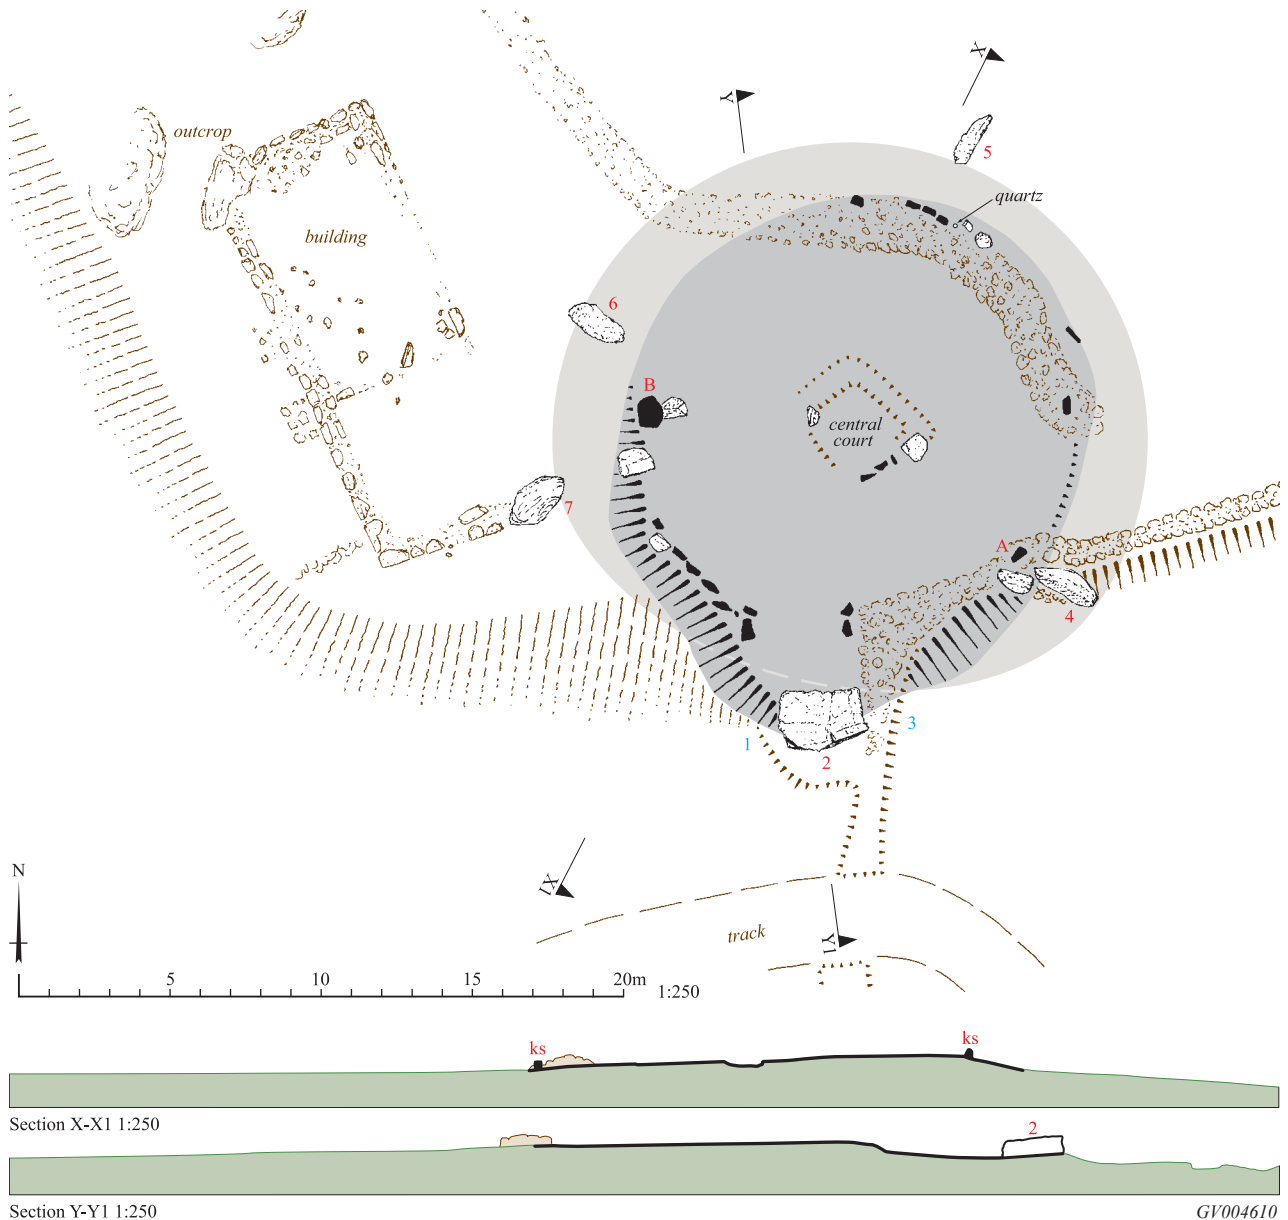 X
Y
5
outcrop
quartz
building
6
B
central
court
7
A
4
3
1
2
X1
N
track
Y1
5
10
15
20m
1:250
ks
ks
Section X-X1 1:250
2
Section Y-Y1 1:250
GV004610